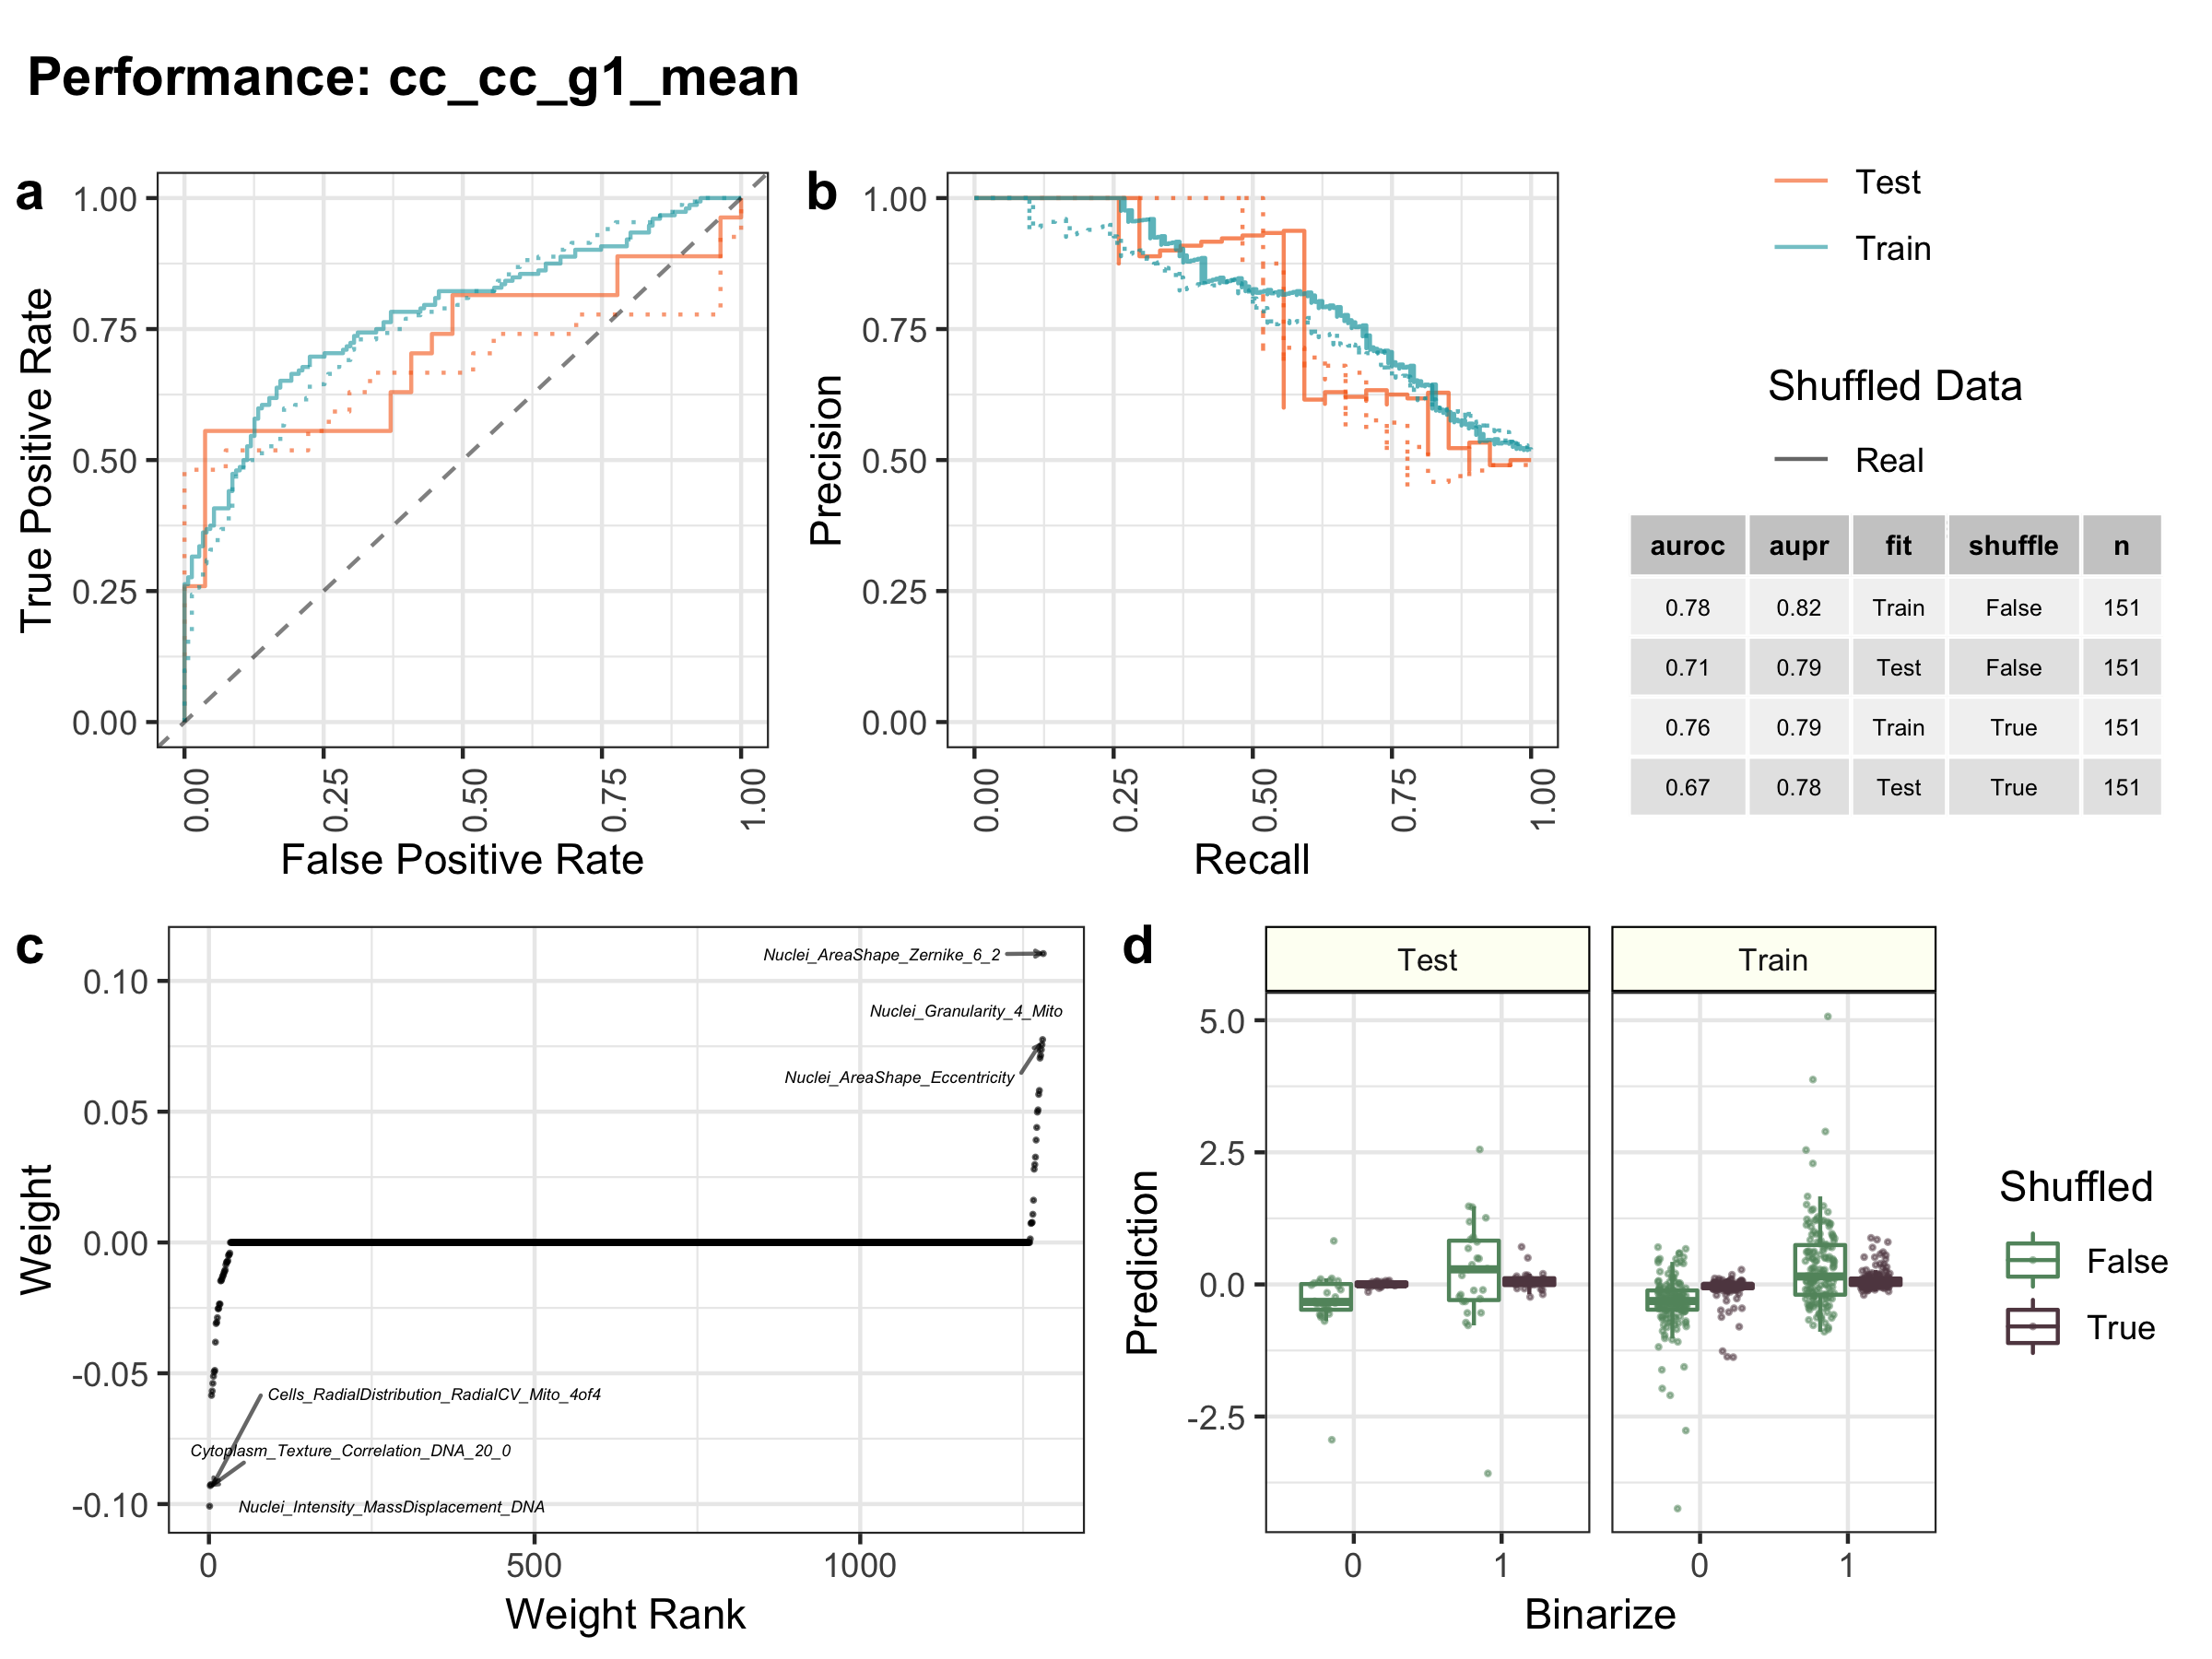 Performance: cc_cc_g1_mean
a
1.00
0.75
0.50
0.25
0.00
True Positive Rate
0.00
0.25
0.50
0.75
1.00
False Positive Rate
b
1.00
0.75
0.50
0.25
0.00
Precision
0.00
0.25
0.50
0.75
1.00
Recall
Test
Train
Shuffled Data
Real
auroc aupr fit shuffle n
0.78 0.82 Train False 151
0.71 0.79 Test False 151
0.76 0.79 Train True 151
0.67 0.78 Test True 151
c
0.10
0.05
0.00
-0.05
-0.10
Weight
Nuclei_AreaShape_Zernike_6_2
Nuclei_Granularity_4_Mito
Nuclei_AreaShape_Eccentricity
Cells_RadialDistribution_RadialCV_Mito_4of4
Cytoplasm_Texture_Correlation_DNA_20_0
Nuclei_Intensity_MassDisplacement_DNA
0
500
1000
Weight Rank
d
Test
Train
5.0
2.5
0.0
-2.5
Prediction
0
1
0
1
Binarize
Shuffled
False
True